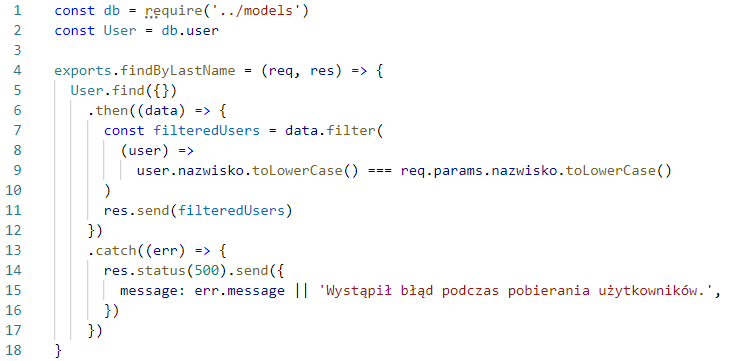 1 const db = require('../models')
2 const User = db.user
3
4 exports.findByLastName = (req, res) => {
5   User.find({})
6     .then((data) => {
7       const filteredUsers = data.filter(
8         (user) =>
9           user.nazwisko.toLowerCase() === req.params.nazwisko.toLowerCase()
10       )
11       res.send(filteredUsers)
12     })
13     .catch((err) => {
14       res.status(500).send({
15         message: err.message || 'Wystąpił błąd podczas pobierania użytkowników.',
16       })
17     })
18 }